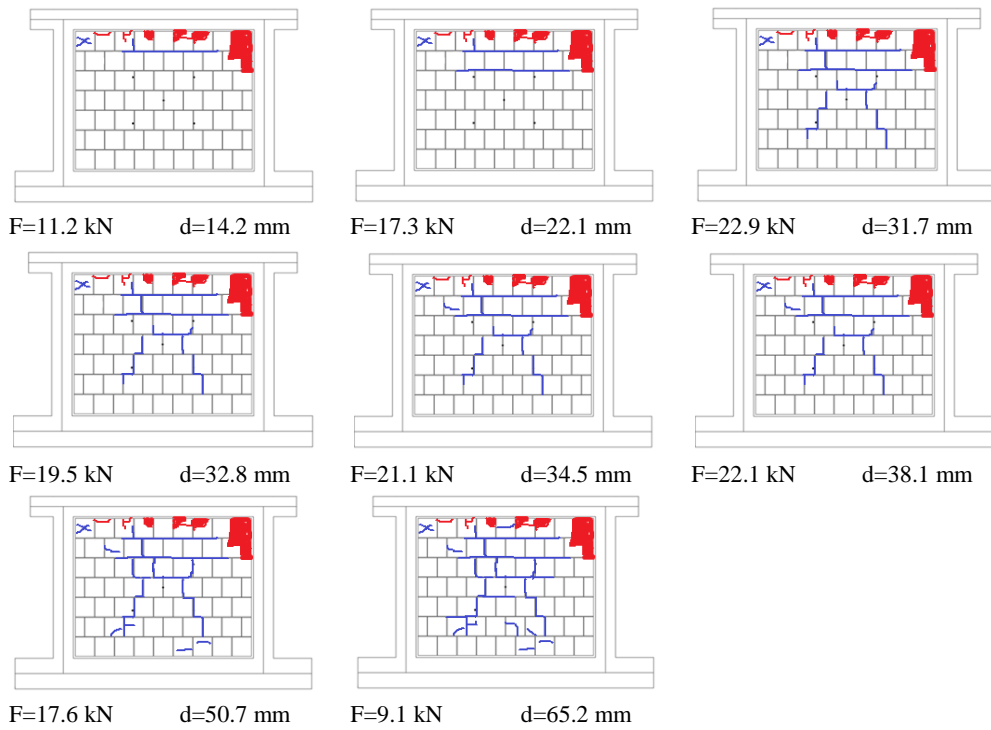 F=11.2 kN d=14.2 mm F=17.3 kN d=22.1 mm F=22.9 kN d=31.7 mm
F=19.5 kN d=32.8 mm F=21.1 kN d=34.5 mm F=22.1 kN d=38.1 mm
F=17.6 kN d=50.7 mm F=9.1 kN d=65.2 mm